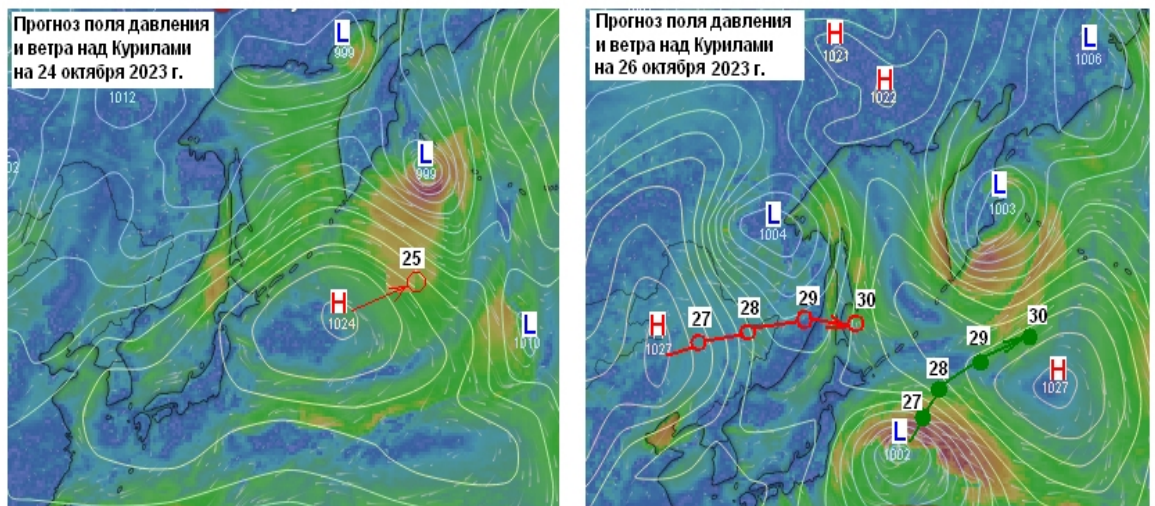 Прогноз поля давления
и ветра над Курилами
на 24 октября 2023 г.
L
999
1012
L
999
25
H
1024
L
1010
Прогноз поля давления
и ветра над Курилами
на 26 октября 2023 г.
H
1021
L
1006
H
1022
L
1003
L
1004
H
1027
27
28
29
30
30
29
28
27
H
1027
L
1002